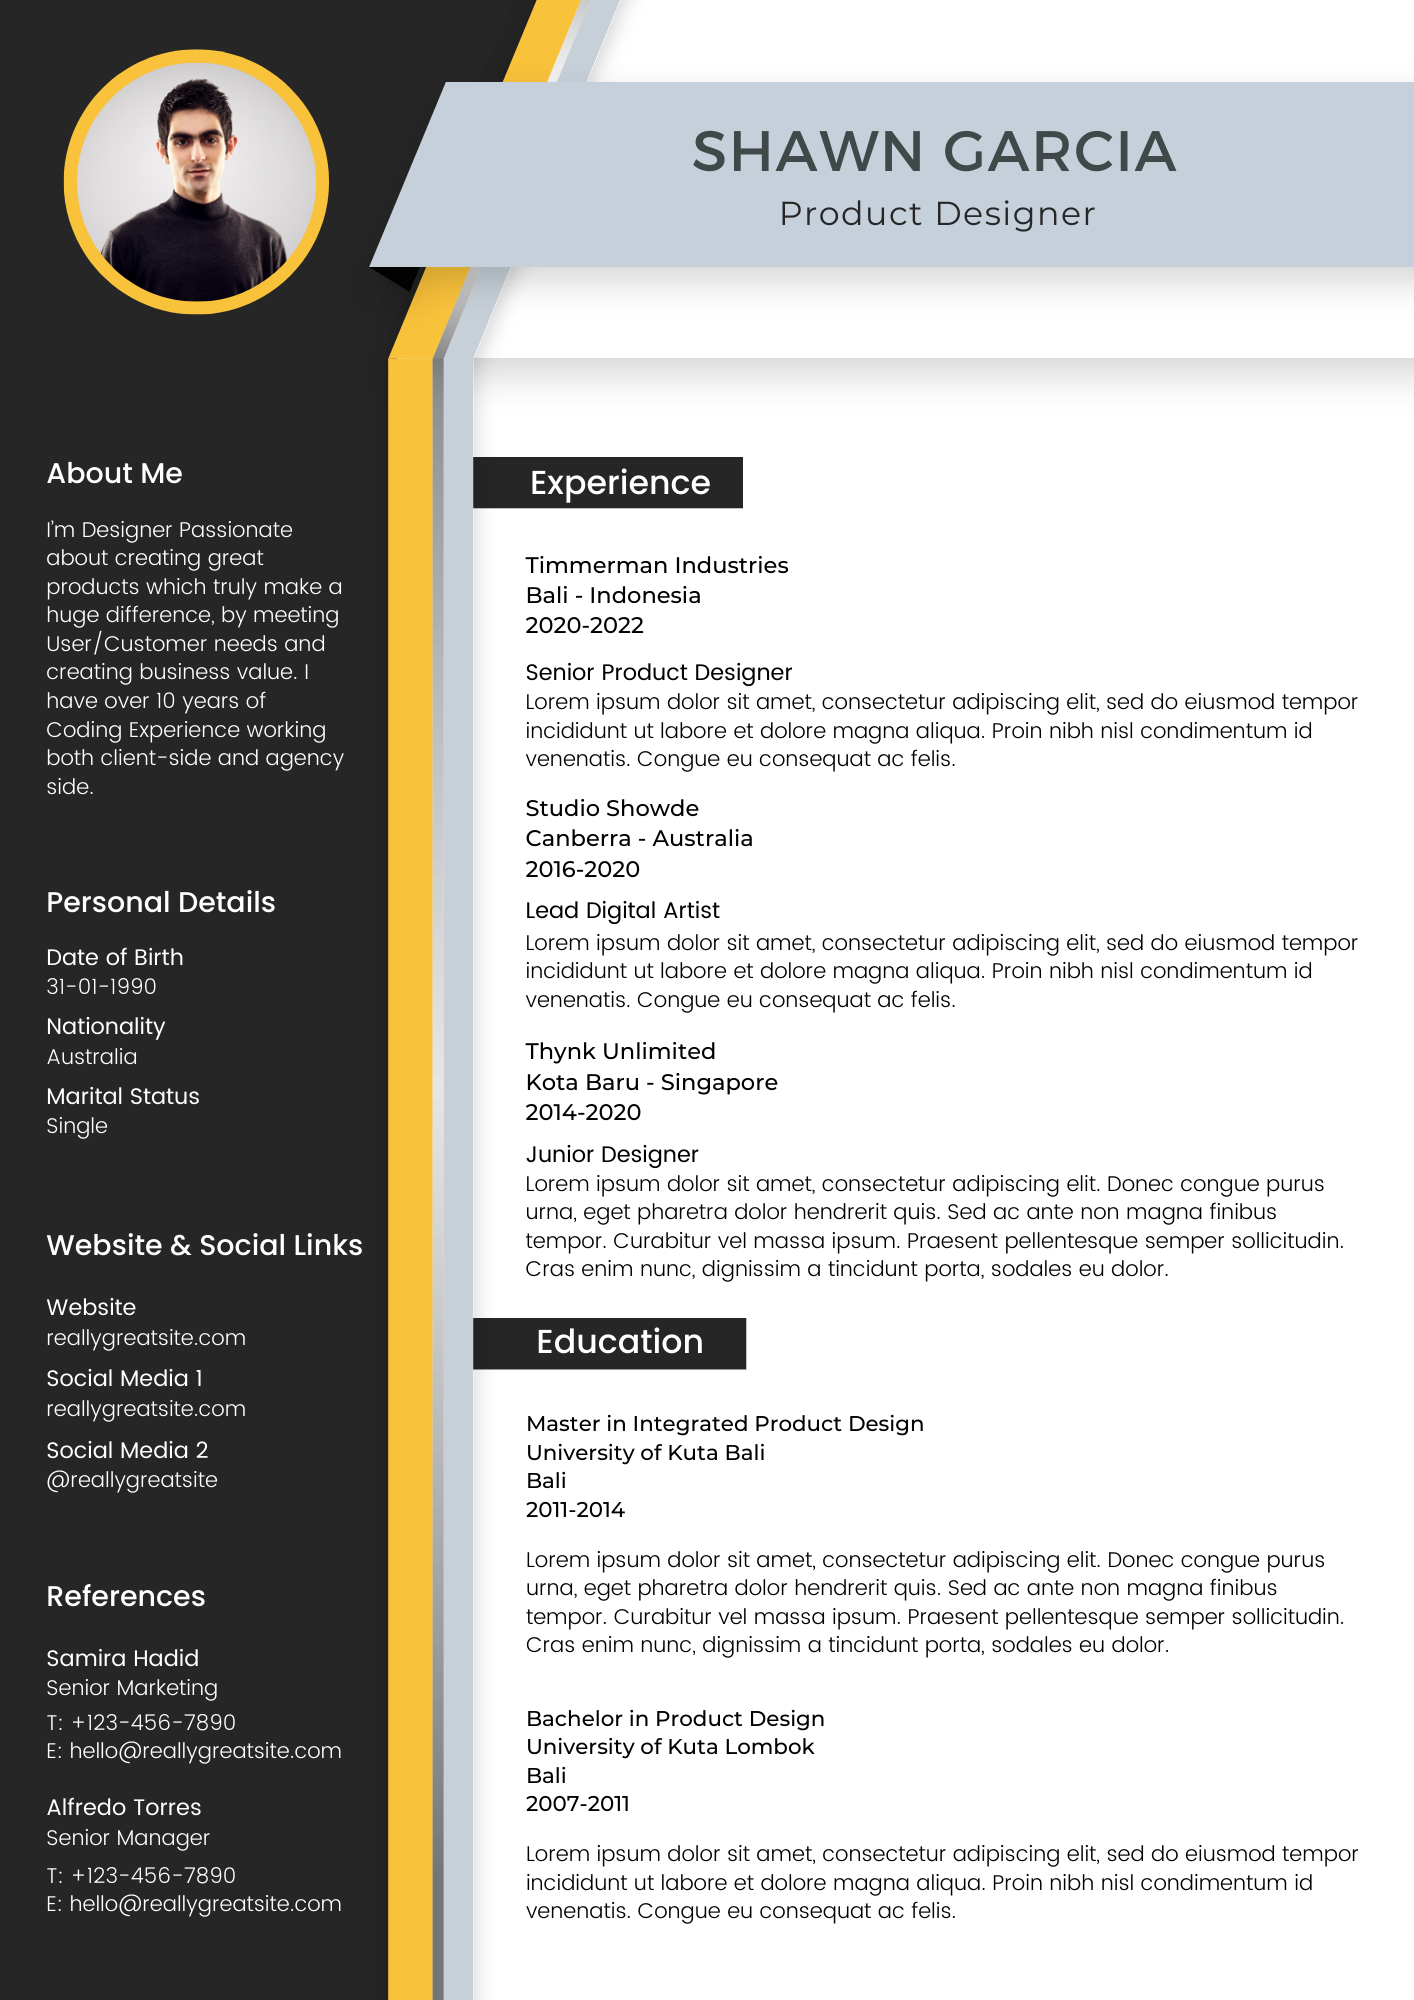 SHAWN GARCIA
Product Designer
About Me
I'm Designer Passionate
about creating great
products which truly make a
huge difference, by meeting
User/Customer needs and
creating business value. I
have over 10 years of
Coding Experience working
both client-side and agency
side.
Personal Details
Date of Birth
31-01-1990
Nationality
Australia
Marital Status
Single
Website & Social Links
Website
reallygreatsite.com
Social Media 1
reallygreatsite.com
Social Media 2
@reallygreatsite
References
Samira Hadid
Senior Marketing
T: +123-456-7890
E: hello@reallygreatsite.com
Alfredo Torres
Senior Manager
T: +123-456-7890
E: hello@reallygreatsite.com
Experience
Timmerman Industries
Bali - Indonesia
2020-2022
Senior Product Designer
Lorem ipsum dolor sit amet, consectetur adipiscing elit, sed do eiusmod tempor
incididunt ut labore et dolore magna aliqua. Proin nibh nisl condimentum id
venenatis. Congue eu consequat ac felis.
Studio Showde
Canberra - Australia
2016-2020
Lead Digital Artist
Lorem ipsum dolor sit amet, consectetur adipiscing elit, sed do eiusmod tempor
incididunt ut labore et dolore magna aliqua. Proin nibh nisl condimentum id
venenatis. Congue eu consequat ac felis.
Thynk Unlimited
Kota Baru - Singapore
2014-2020
Junior Designer
Lorem ipsum dolor sit amet, consectetur adipiscing elit. Donec congue purus
urna, eget pharetra dolor hendrerit quis. Sed ac ante non magna finibus
tempor. Curabitur vel massa ipsum. Praesent pellentesque semper sollicitudin.
Cras enim nunc, dignissim a tincidunt porta, sodales eu dolor.
Education
Master in Integrated Product Design
University of Kuta Bali
Bali
2011-2014
Lorem ipsum dolor sit amet, consectetur adipiscing elit. Donec congue purus
urna, eget pharetra dolor hendrerit quis. Sed ac ante non magna finibus
tempor. Curabitur vel massa ipsum. Praesent pellentesque semper sollicitudin.
Cras enim nunc, dignissim a tincidunt porta, sodales eu dolor.
Bachelor in Product Design
University of Kuta Lombok
Bali
2007-2011
Lorem ipsum dolor sit amet, consectetur adipiscing elit, sed do eiusmod tempor
incididunt ut labore et dolore magna aliqua. Proin nibh nisl condimentum id
venenatis. Congue eu consequat ac felis.